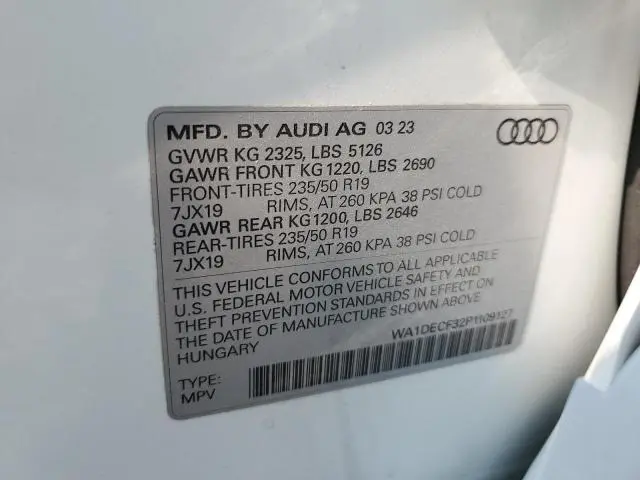 MFD. BY AUDI AG 03 23
GVWR KG 2325, LBS 5126
GAWR FRONT KG 1220, LBS 2690
FRONT-TIRES 235/50 R19
7JX19 RIMS, AT 260 KPA 38 PSI COLD
GAWR REAR KG 1200, LBS 2646
REAR-TIRES 235/50 R19
7JX19 RIMS, AT 260 KPA 38 PSI COLD
THIS VEHICLE CONFORMS TO ALL APPLICABLE
U.S. FEDERAL MOTOR VEHICLE SAFETY AND
THEFT PREVENTION STANDARDS IN EFFECT ON
THE DATE OF MANUFACTURE SHOWN ABOVE
HUNGARY WA1DECF32P1109127
TYPE:
MPV